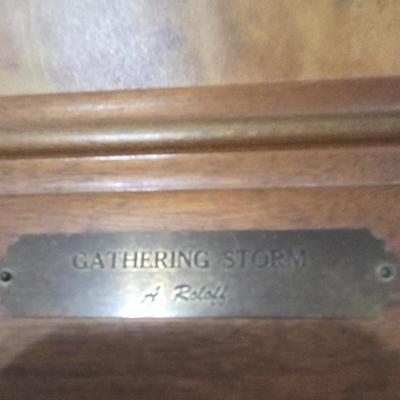 GATHERING STORM
A. Roloff